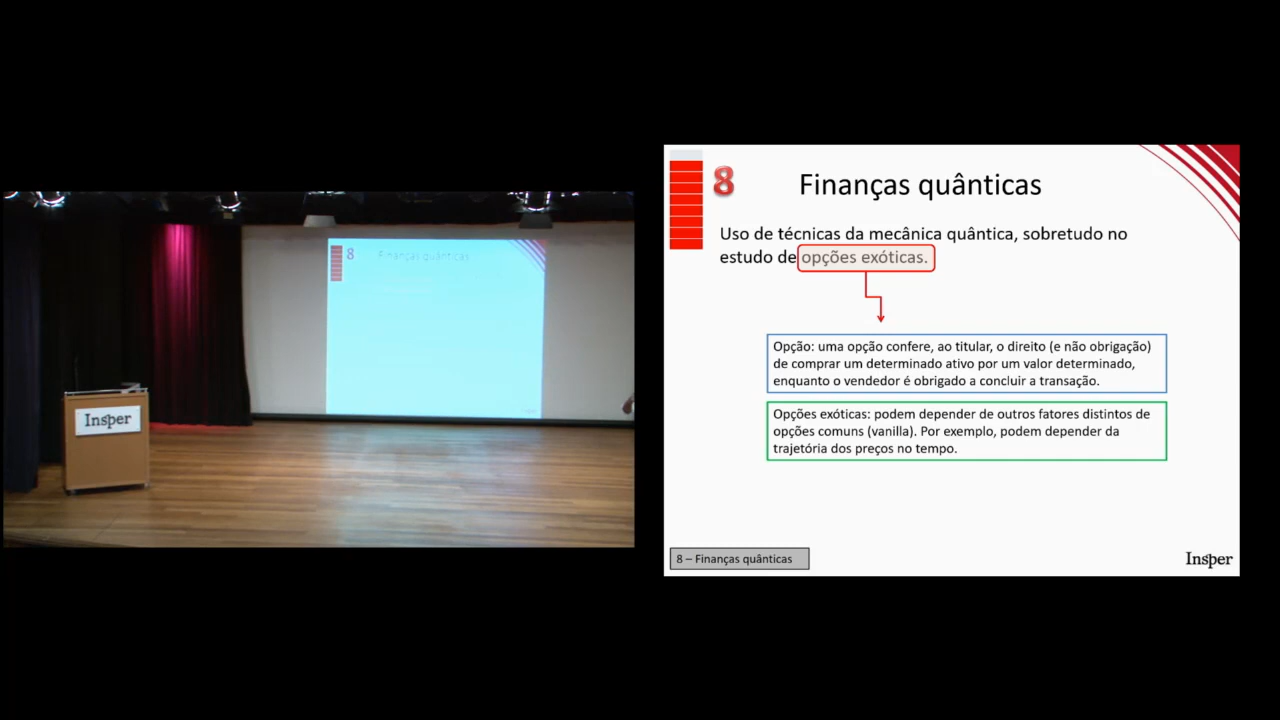 8
Finanças quânticas
Insper
8 Finanças quânticas
Uso de técnicas da mecânica quântica, sobretudo no
estudo de opções exóticas.
Opção: uma opção confere, ao titular, o direito (e não obrigação)
de comprar um determinado ativo por um valor determinado,
enquanto o vendedor é obrigado a concluir a transação.
Opções exóticas: podem depender de outros fatores distintos de
opções comuns (vanilla). Por exemplo, podem depender da
trajetória dos preços no tempo.
8 – Finanças quânticas
Insper